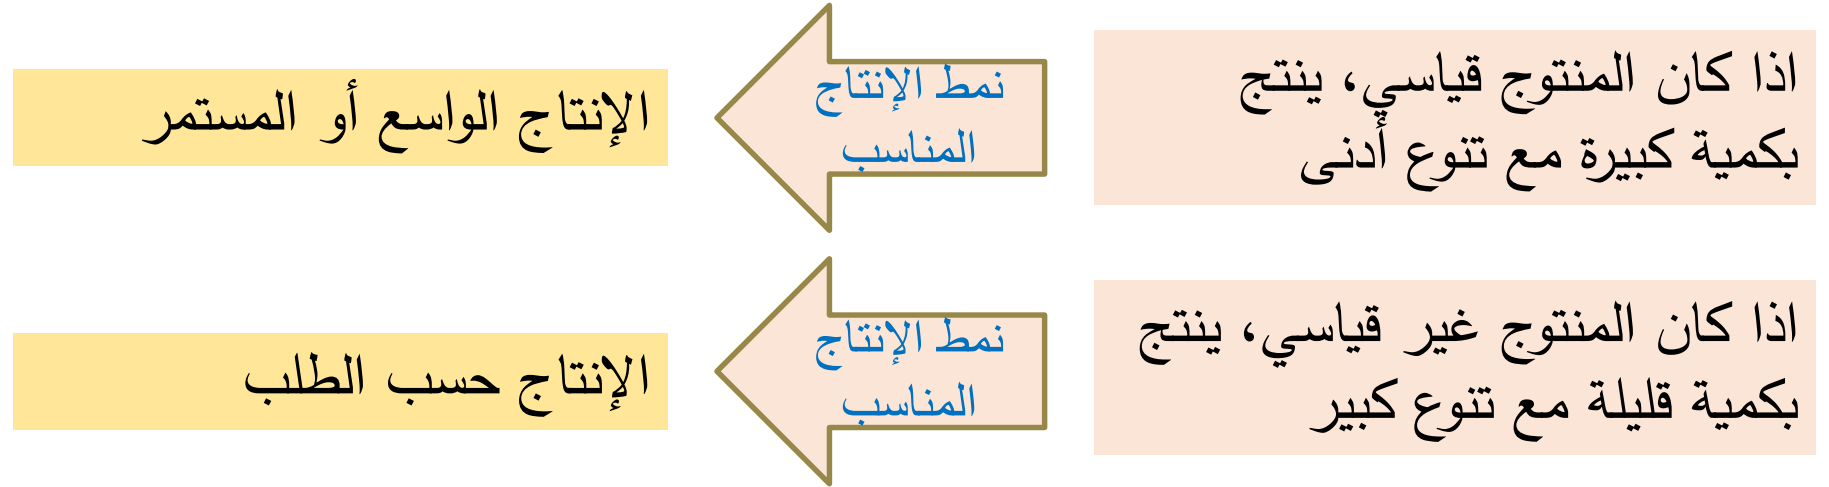 اذا كان المنتوج قياسي، ينتج
بكمية كبيرة مع تنوع أدنى
نمط الإنتاج
المناسب
الإنتاج الواسع أو المستمر
اذا كان المنتوج غير قياسي، ينتج
بكمية قليلة مع تنوع كبير
نمط الإنتاج
المناسب
الإنتاج حسب الطلب